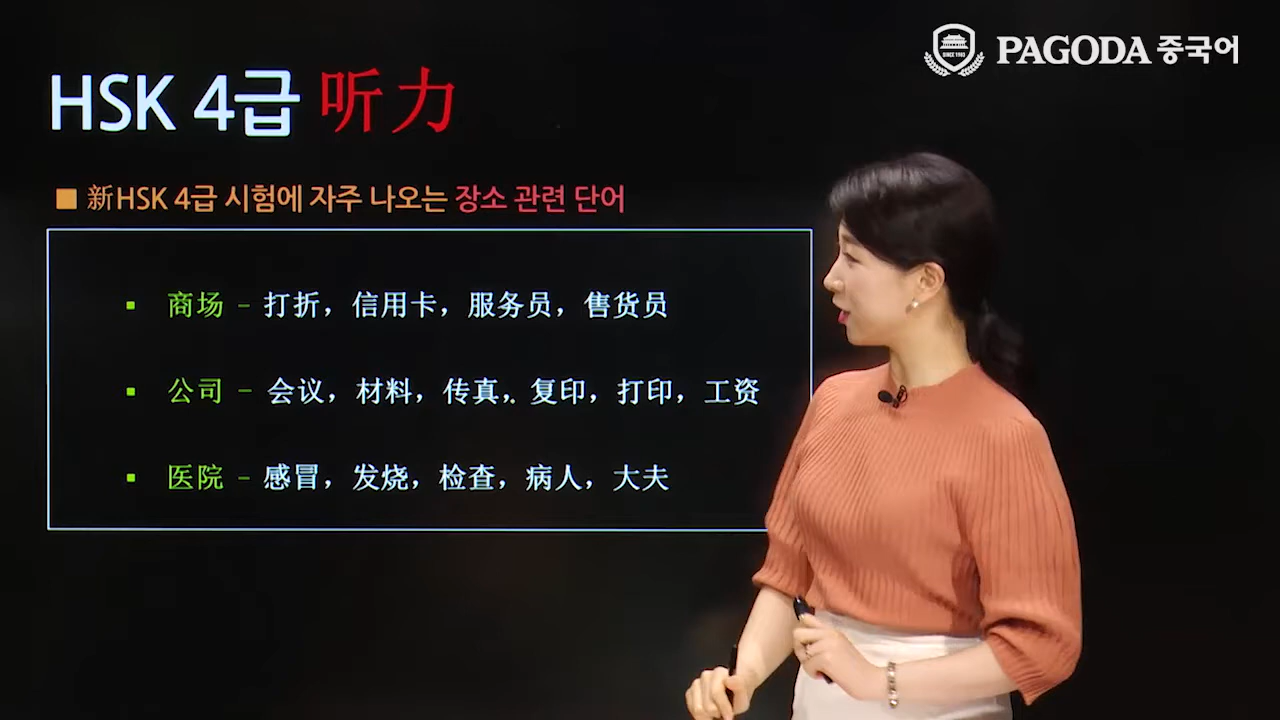 SINCE 1983
PAGODA 중국어
HSK 4급 听力
■ 新HSK 4급 시험에 자주 나오는 장소 관련 단어
▪ 商场 – 打折，信用卡，服务员，售货员
▪ 公司 – 会议，材料，传真，复印，打印，工资
▪ 医院 – 感冒，发烧，检查，病人，大夫